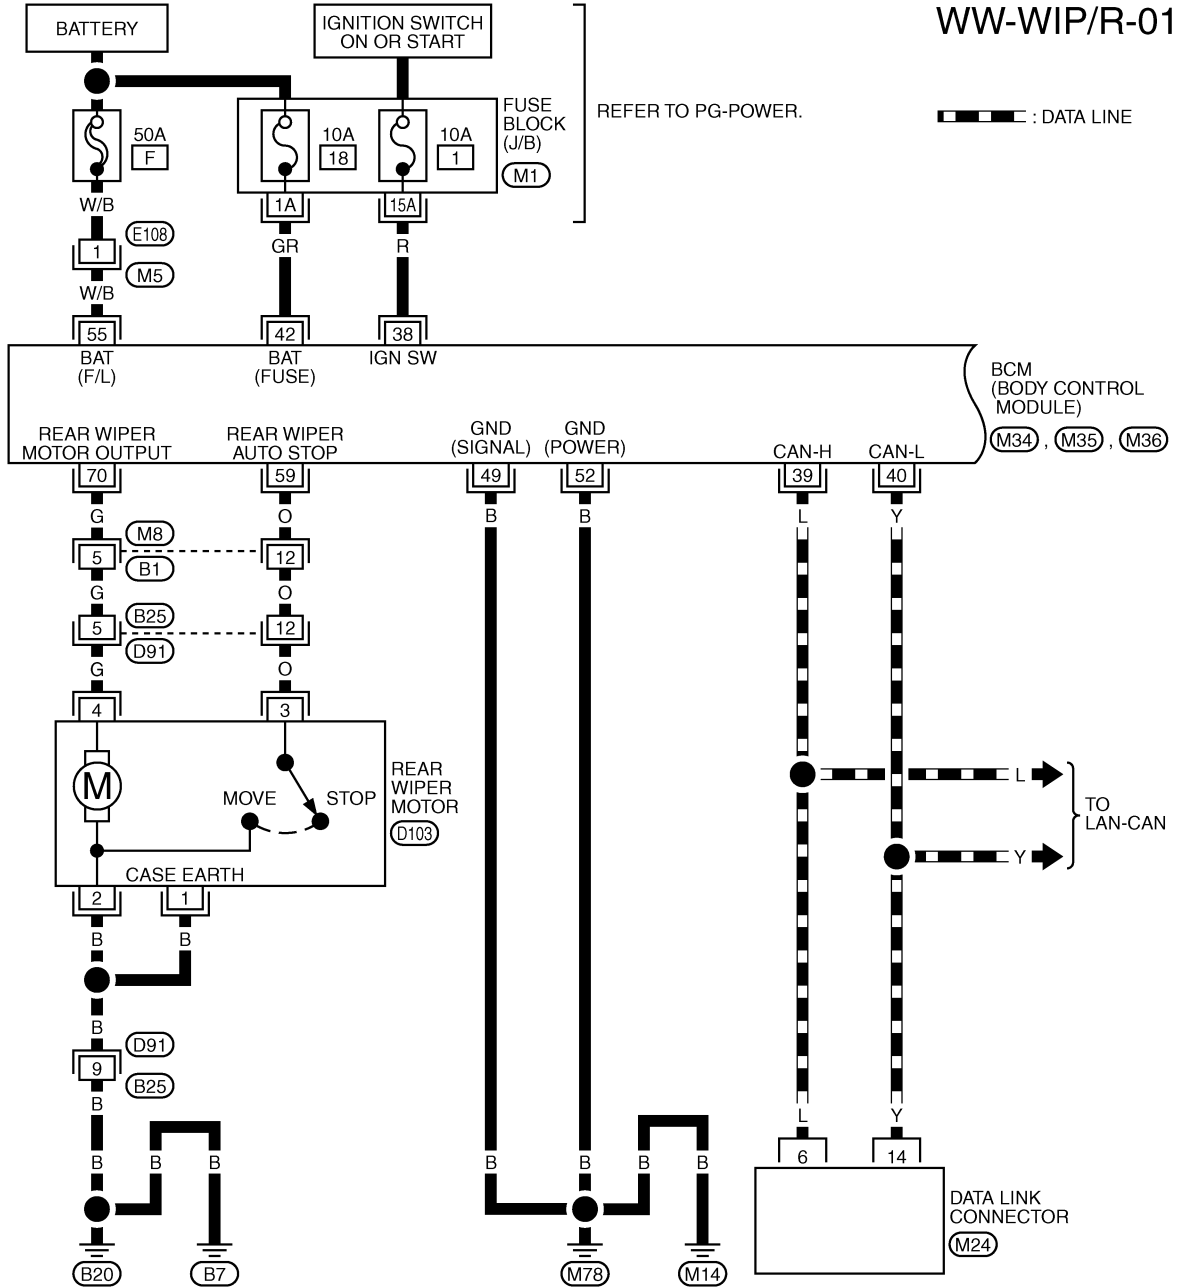 WW-WIP/R-01
BATTERY
IGNITION SWITCH
ON OR START
REFER TO PG-POWER.
: DATA LINE
50A
F
10A
18
10A
1
FUSE
BLOCK
(J/B)
M1
W/B
1A
15A
GR
R
1
E108
M5
W/B
55
42
38
BAT
(F/L)
BAT
(FUSE)
IGN SW
BCM
(BODY CONTROL
MODULE)
M34 , M35 , M36
REAR WIPER
MOTOR OUTPUT
REAR WIPER
AUTO STOP
GND
(SIGNAL)
GND
(POWER)
CAN-H
CAN-L
70
59
49
52
39
40
G
O
B
B
L
Y
5
M8
B1
12
G
O
5
B25
D91
12
G
O
4
3
M
MOVE
STOP
REAR
WIPER
MOTOR
D103
L
Y
TO
LAN-CAN
CASE EARTH
2
1
B
B
B
9
D91
B25
B
B
B
B
B
B
B
B
L
Y
6
14
DATA LINK
CONNECTOR
M24
B20
B7
M78
M14